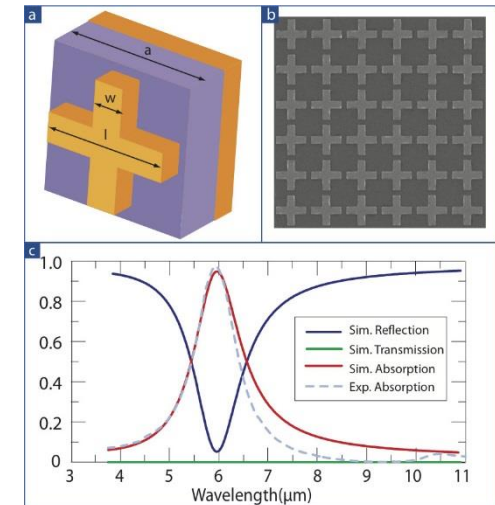 a
a
w
l
b
c
1.0
0.8
0.6
0.4
0.2
0
Sim. Reflection
Sim. Transmission
Sim. Absorption
Exp. Absorption
3 4 5 6 7 8 9 10 11
Wavelength(μm)